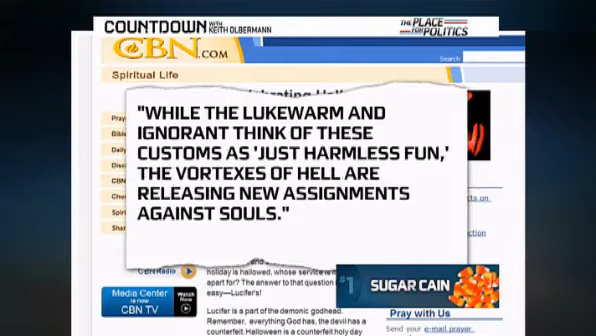 COUNTDOWN WITH KEITH OLBERMANN
THE PLACE FOR POLITICS
CBN.COM
Search
Spiritual Life
"WHILE THE LUKEWARM AND
IGNORANT THINK OF THESE
CUSTOMS AS 'JUST HARMLESS FUN,'
THE VORTEXES OF HELL ARE
RELEASING NEW ASSIGNMENTS
AGAINST SOULS."
CBN Radio
holiday is hallowed, whose service is
apart for? The answer to that question
easy—Lucifer's!
#1 SUGAR CAIN
Media Center
is now
CBN TV
Watch
Now
Lucifer is a part of the demonic godhead.
Remember, everything God has, the devil has a
counterfeit. Halloween is a counterfeit holy day
Pray with Us
Send your e-mail prayer